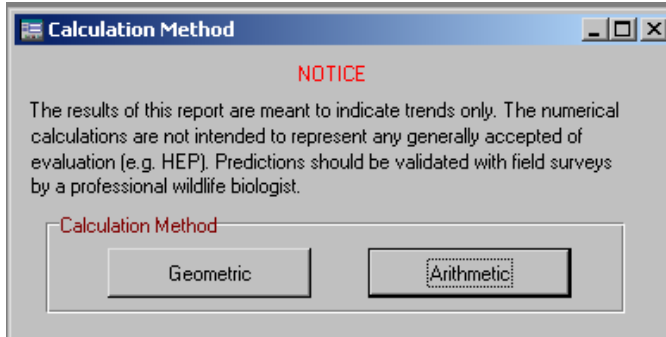 Calculation Method
NOTICE
The results of this report are meant to indicate trends only. The numerical
calculations are not intended to represent any generally accepted of
evaluation (e.g. HEP). Predictions should be validated with field surveys
by a professional wildlife biologist.
Calculation Method
Geometric Arithmetic